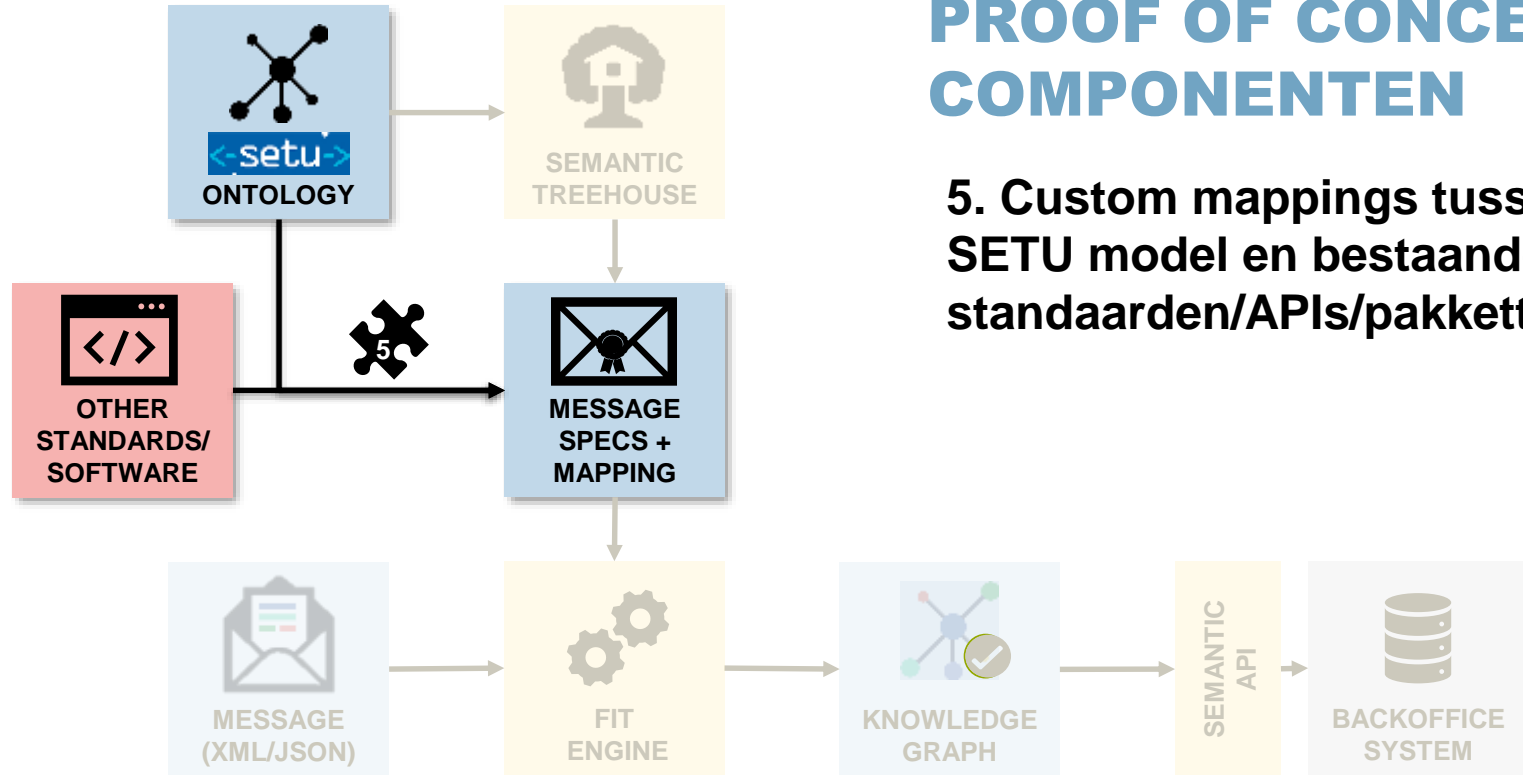 PROOF OF CONCE
COMPONENTEN
5. Custom mappings tuss
SETU model en bestaand
standaarden/APIs/pakkett
<-setu->
ONTOLOGY
SEMANTIC
TREEHOUSE
</>
OTHER
STANDARDS/
SOFTWARE
5
MESSAGE
SPECS +
MAPPING
MESSAGE
(XML/JSON)
FIT
ENGINE
KNOWLEDGE
GRAPH
SEMANTIC
API
BACKOFFICE
SYSTEM